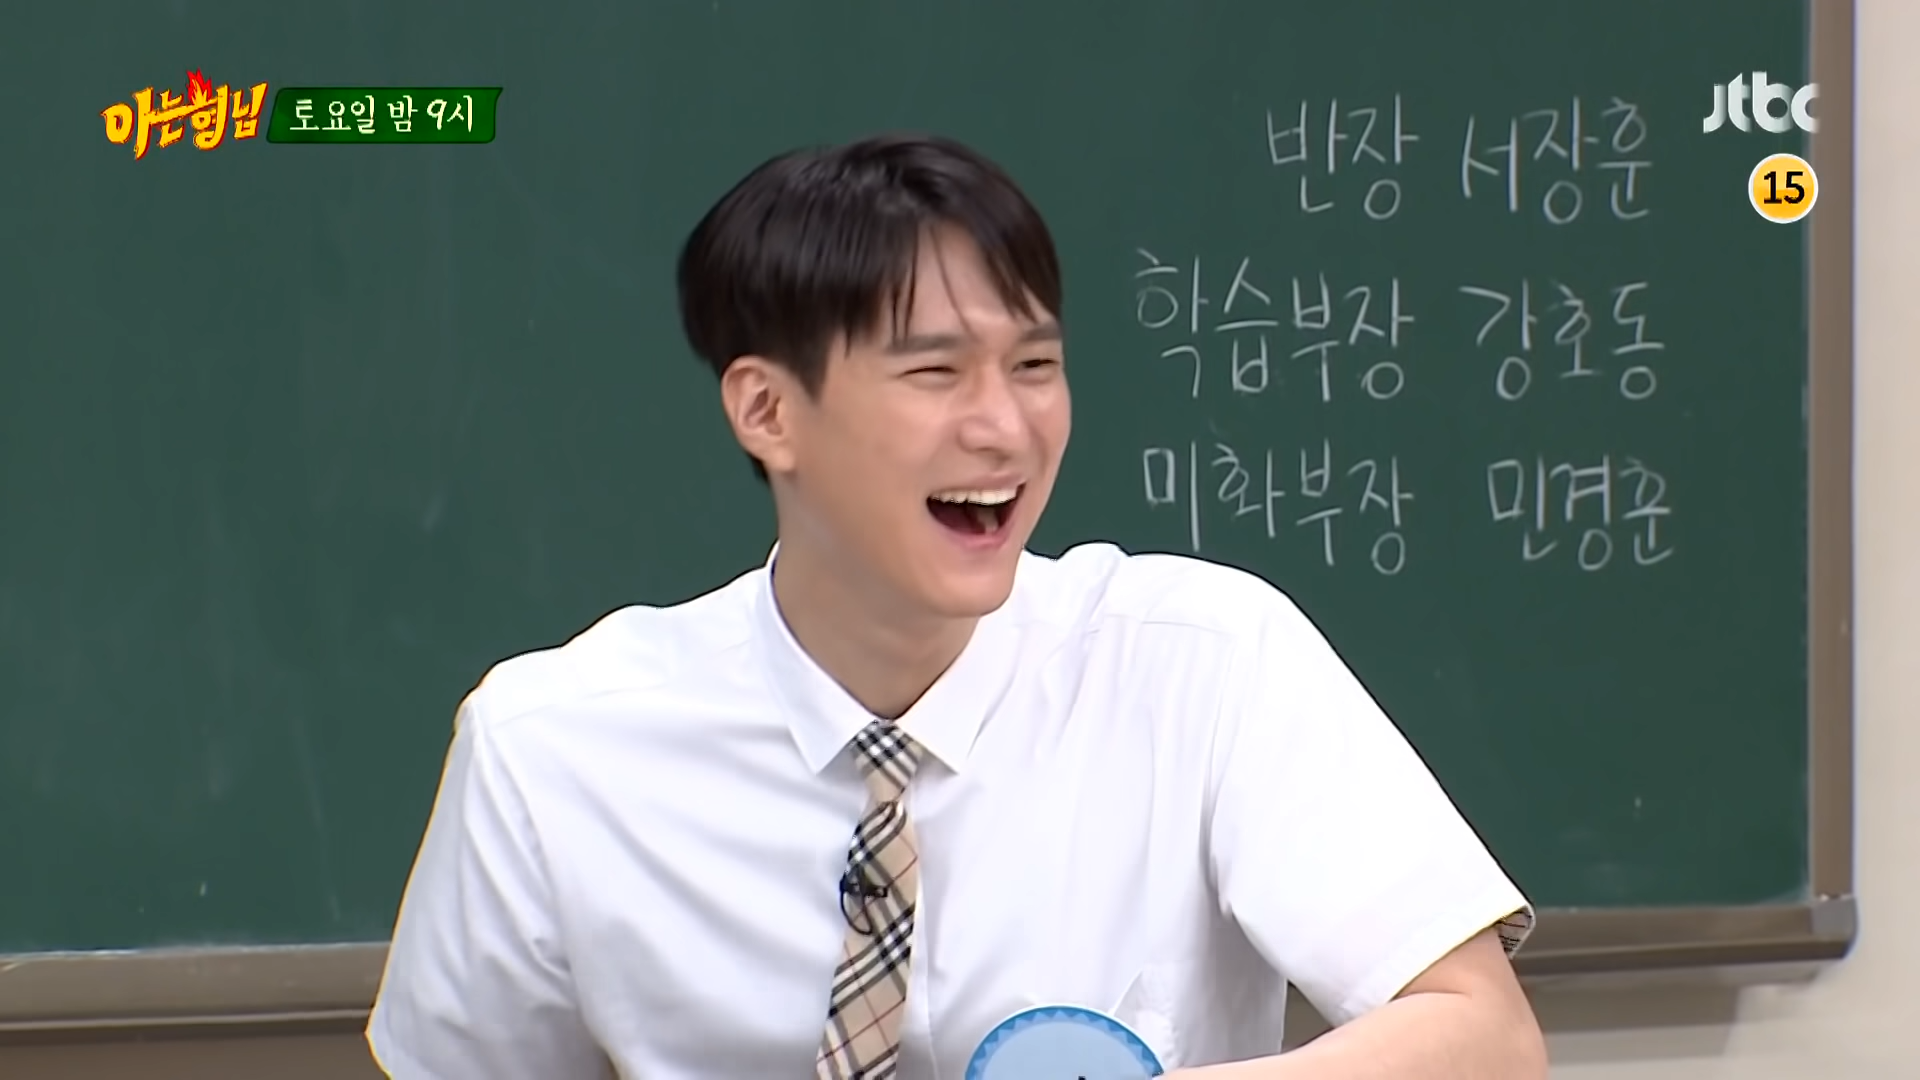 아는형님 토요일 밤 9시
jtbc
15
반장 서장훈
학습부장 강호동
미화부장 민경훈